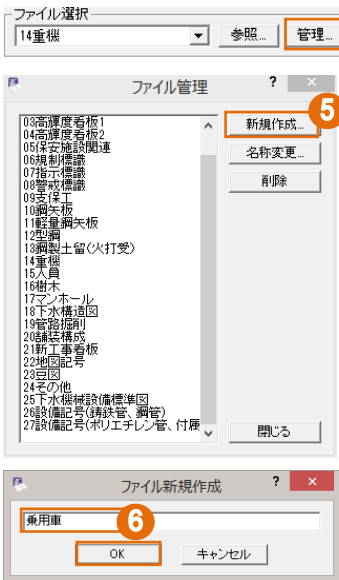 ファイル選択
14重機 参照... 管理...
ファイル管理 ?
5
03高輝度看板1 新規作成...
04高輝度看板2
05保安施設関連 名称変更...
06規制標識
07指示標識 削除
08警戒標識
09支保工
10鋼矢板
11軽量鋼矢板
12型鋼
13鋼製土留(火打受)
14重機
15人員
16樹木
17マンホール
18下水構造図
19管路掘削
20舗装構成
21新工事看板
22地図記号
23豆図
24その他
25下水機械設備標準図
26設備記号(鋳鉄管、鋼管)
27設備記号(ポリエチレン管、付属 閉じる
ファイル新規作成 ?
乗用車 6
OK キャンセル